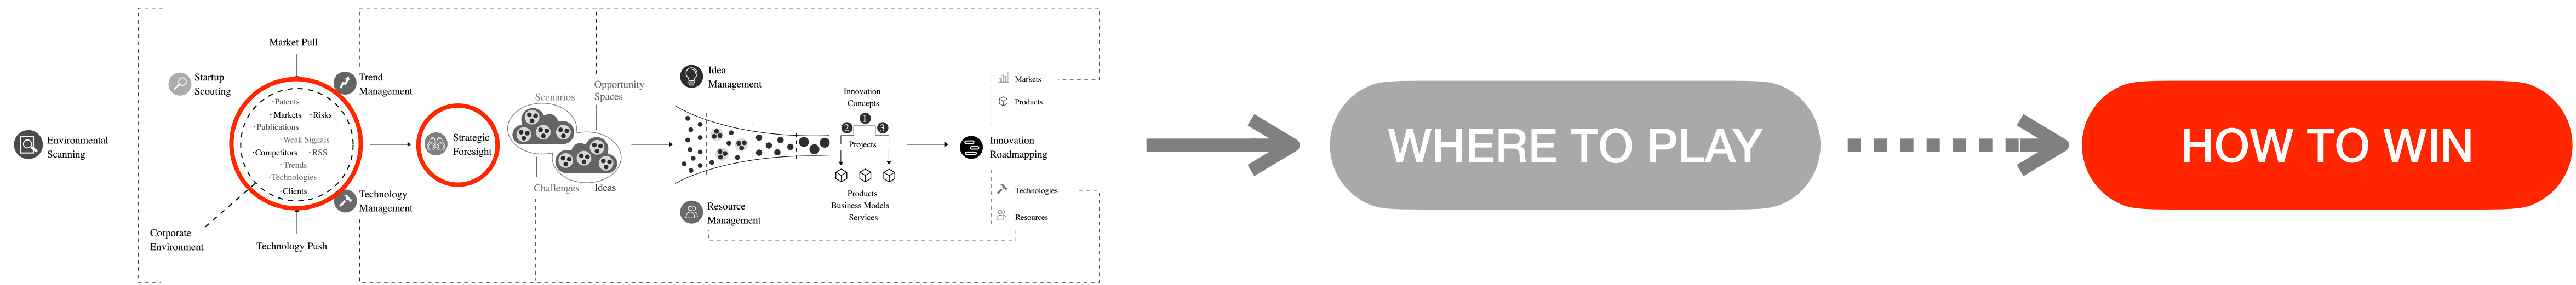 Environmental
Scanning
Startup
Scouting
Market Pull
Trend
Management
·Patents
·Markets ·Risks
·Publications
·Weak Signals
·Competitors ·RSS
·Trends
·Technologies
·Clients
Technology
Management
Corporate
Environment
Technology Push
Strategic
Foresight
Scenarios
Opportunity
Spaces
Challenges
Ideas
Idea
Management
Resource
Management
Innovation
Concepts
1
2
3
Projects
Products
Business Models
Services
Innovation
Roadmapping
Markets
Products
Technologies
Resources
WHERE TO PLAY
HOW TO WIN